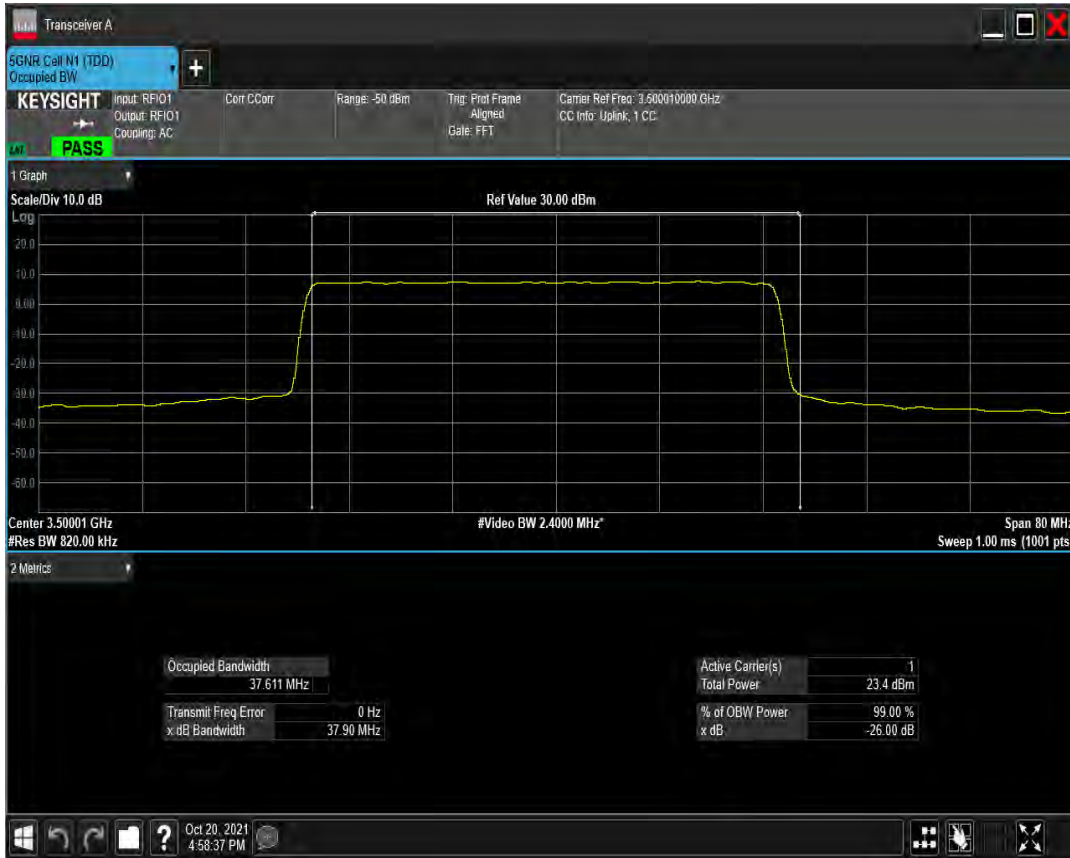 Transceiver A
5GNR Cell N1 (TDD)
Occupied BW
+
KEYSIGHT
Input: RFIO1
Output: RFIO1
Coupling: AC
Corr CCorr
Range: -50 dBm
Trig: Prot Frame
Aligned
Gate: FFT
Carrier Ref Freq: 3.500010000 GHz
CC Info: Uplink, 1 CC
PASS
1 Graph
Scale/Div 10.0 dB
Ref Value 30.00 dBm
Log
20.0
10.0
0.00
-10.0
-20.0
-30.0
-40.0
-50.0
-60.0
Center 3.50001 GHz
#Video BW 2.4000 MHz*
Span 80 MHz
#Res BW 820.00 kHz
Sweep 1.00 ms (1001 pts
2 Metrics
Occupied Bandwidth
37.611 MHz
Transmit Freq Error 0 Hz
x dB Bandwidth 37.90 MHz
Active Carrier(s) 1
Total Power 23.4 dBm
% of OBW Power 99.00 %
x dB -26.00 dB
?
Oct 20, 2021
4:58:37 PM